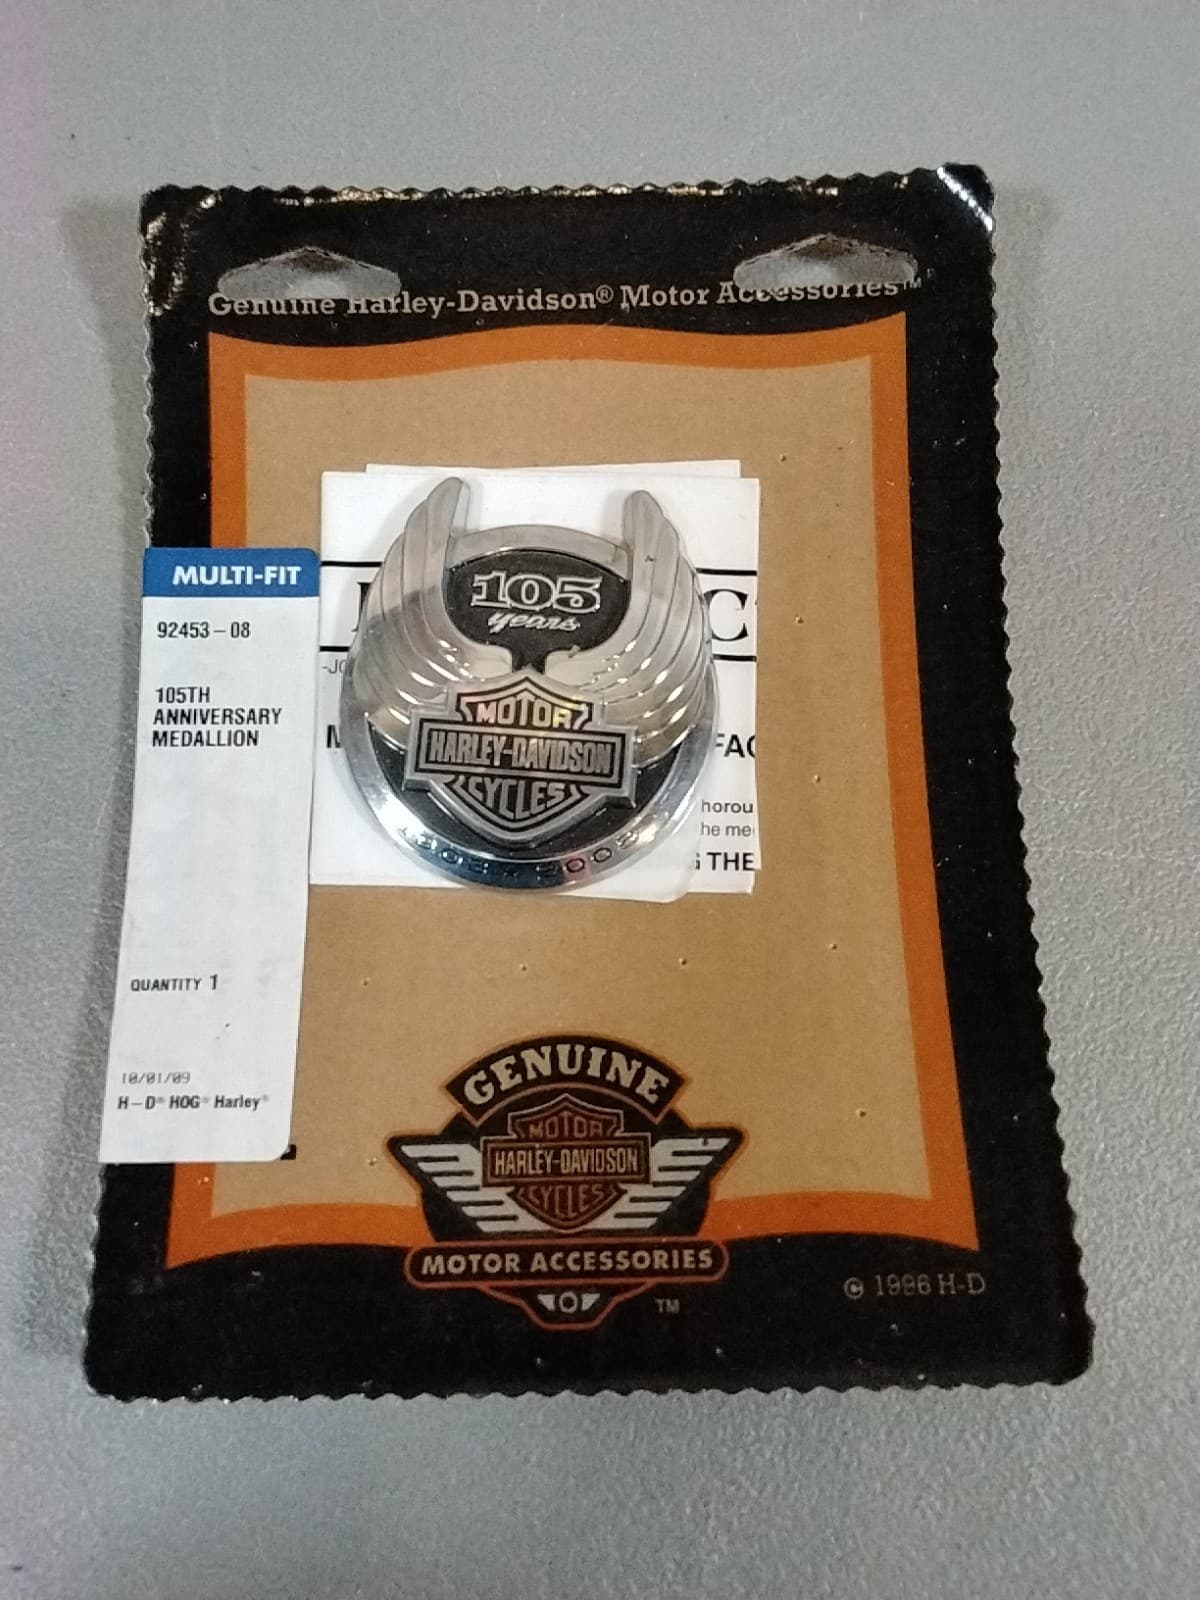 Genuine Harley-Davidson® Motor Accessories™
MULTI-FIT
92453-08
105TH
ANNIVERSARY
MEDALLION
QUANTITY 1
10/01/09
H-D® HOG® Harley®
105
years
MOTOR
HARLEY-DAVIDSON
CYCLES
C
-JO
M
FAC
horou
he me
THE
GENUINE
MOTOR
HARLEY-DAVIDSON
CYCLES
MOTOR ACCESSORIES
TM
© 1996 H-D